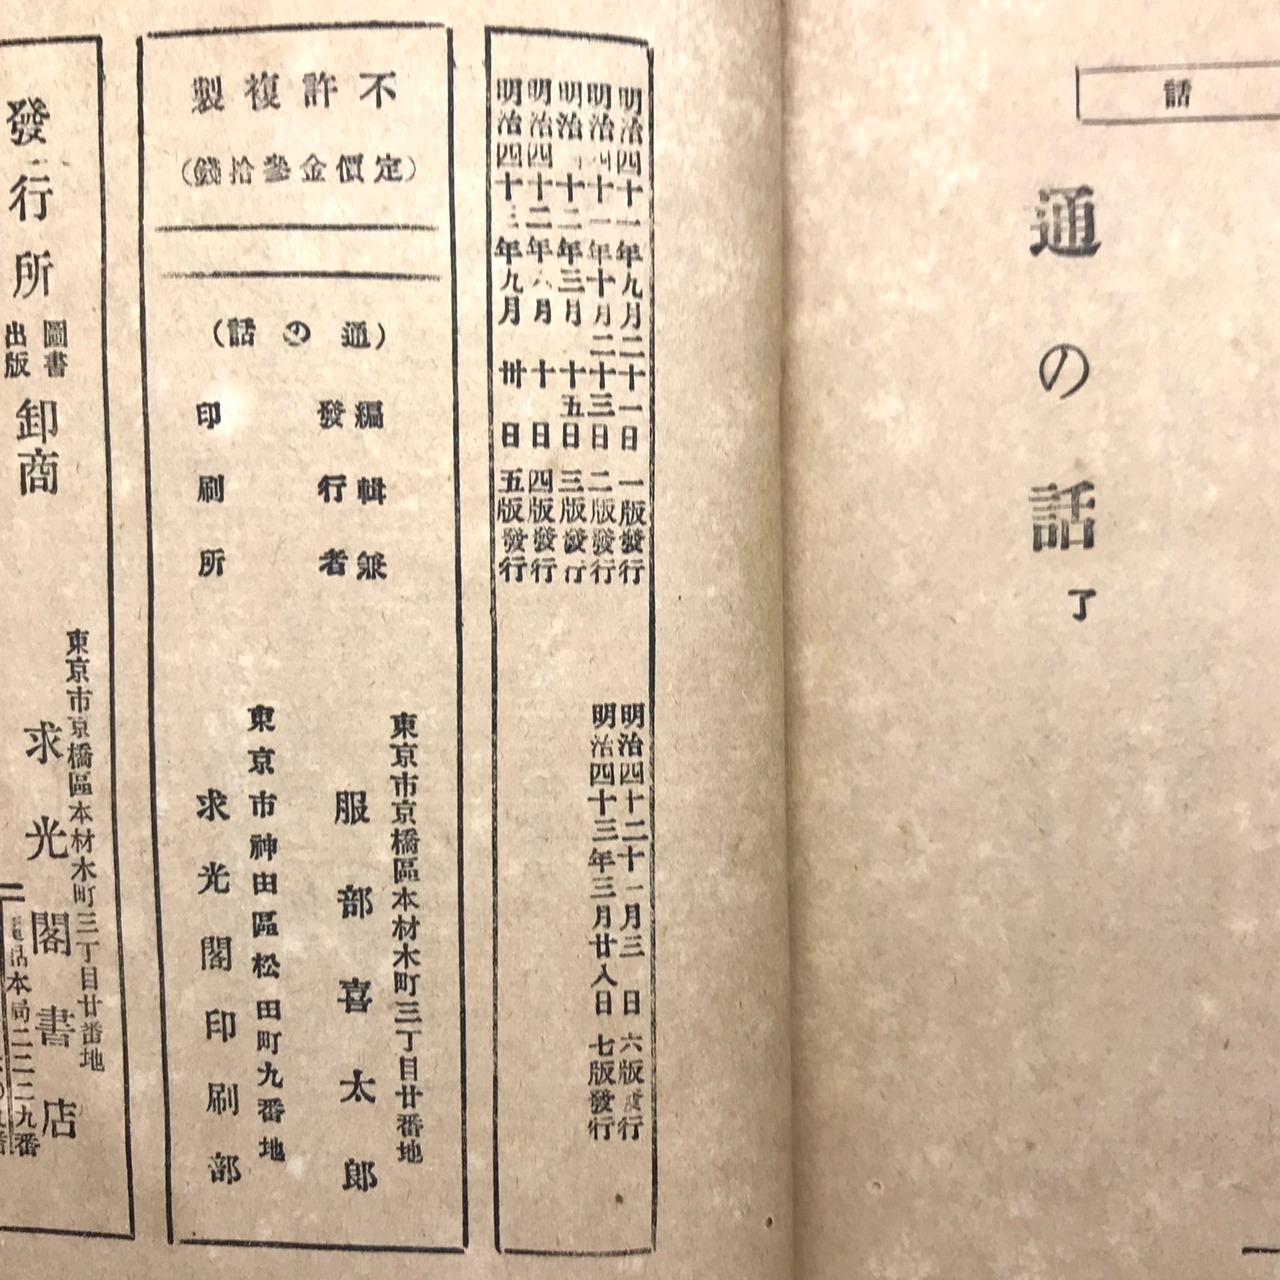 話
通の話
了
明治四十一年九月二十一日 一版發行
明治四十一年十月二十三日 二版發行
明治 十二年三月 十五日 三版發行
明治四十二年六月 十日 四版發行
明治四十三年九月 卅日 五版發行
明治四十二十一月三日 六版發行
明治四十三年三月廿八日 七版發行
不許複製
(定價金參拾錢)
(通の話)
編輯兼
發行者
東京市京橋區本材木町三丁目廿番地
服部喜太郎
印刷所
東京市神田區松田町九番地
求光閣印刷部
發行所
圖書
出版
卸商
東京市京橋區本材木町三丁目廿番地
求光閣書店
電話本局二二二九番